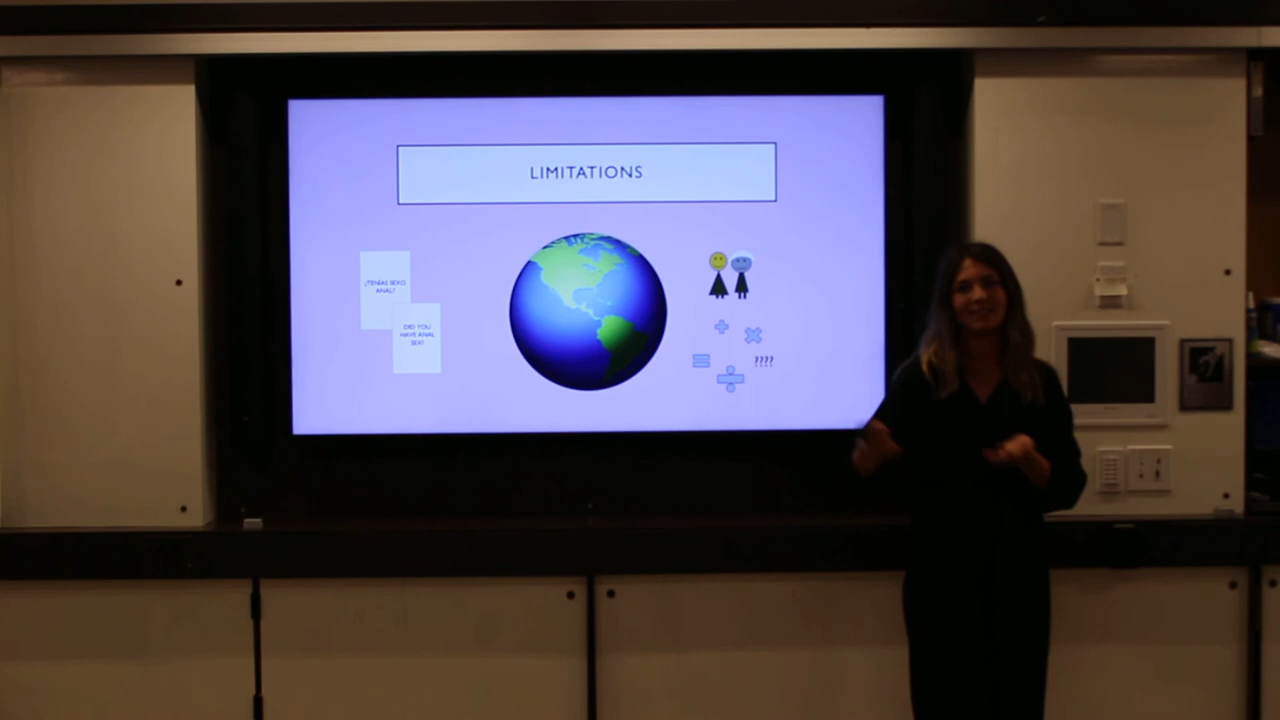 LIMITATIONS
¿TENÍAS SEXO
ANAL?
DID YOU
HAVE ANAL
SEX?
????